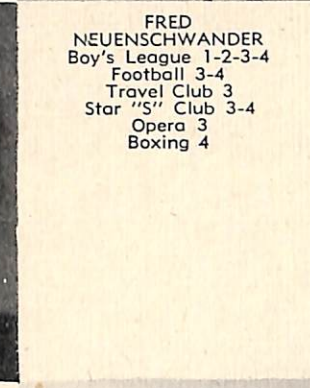 FRED
NEUENSCHWANDER
Boy's League 1-2-3-4
Football 3-4
Travel Club 3
Star "S" Club 3-4
Opera 3
Boxing 4